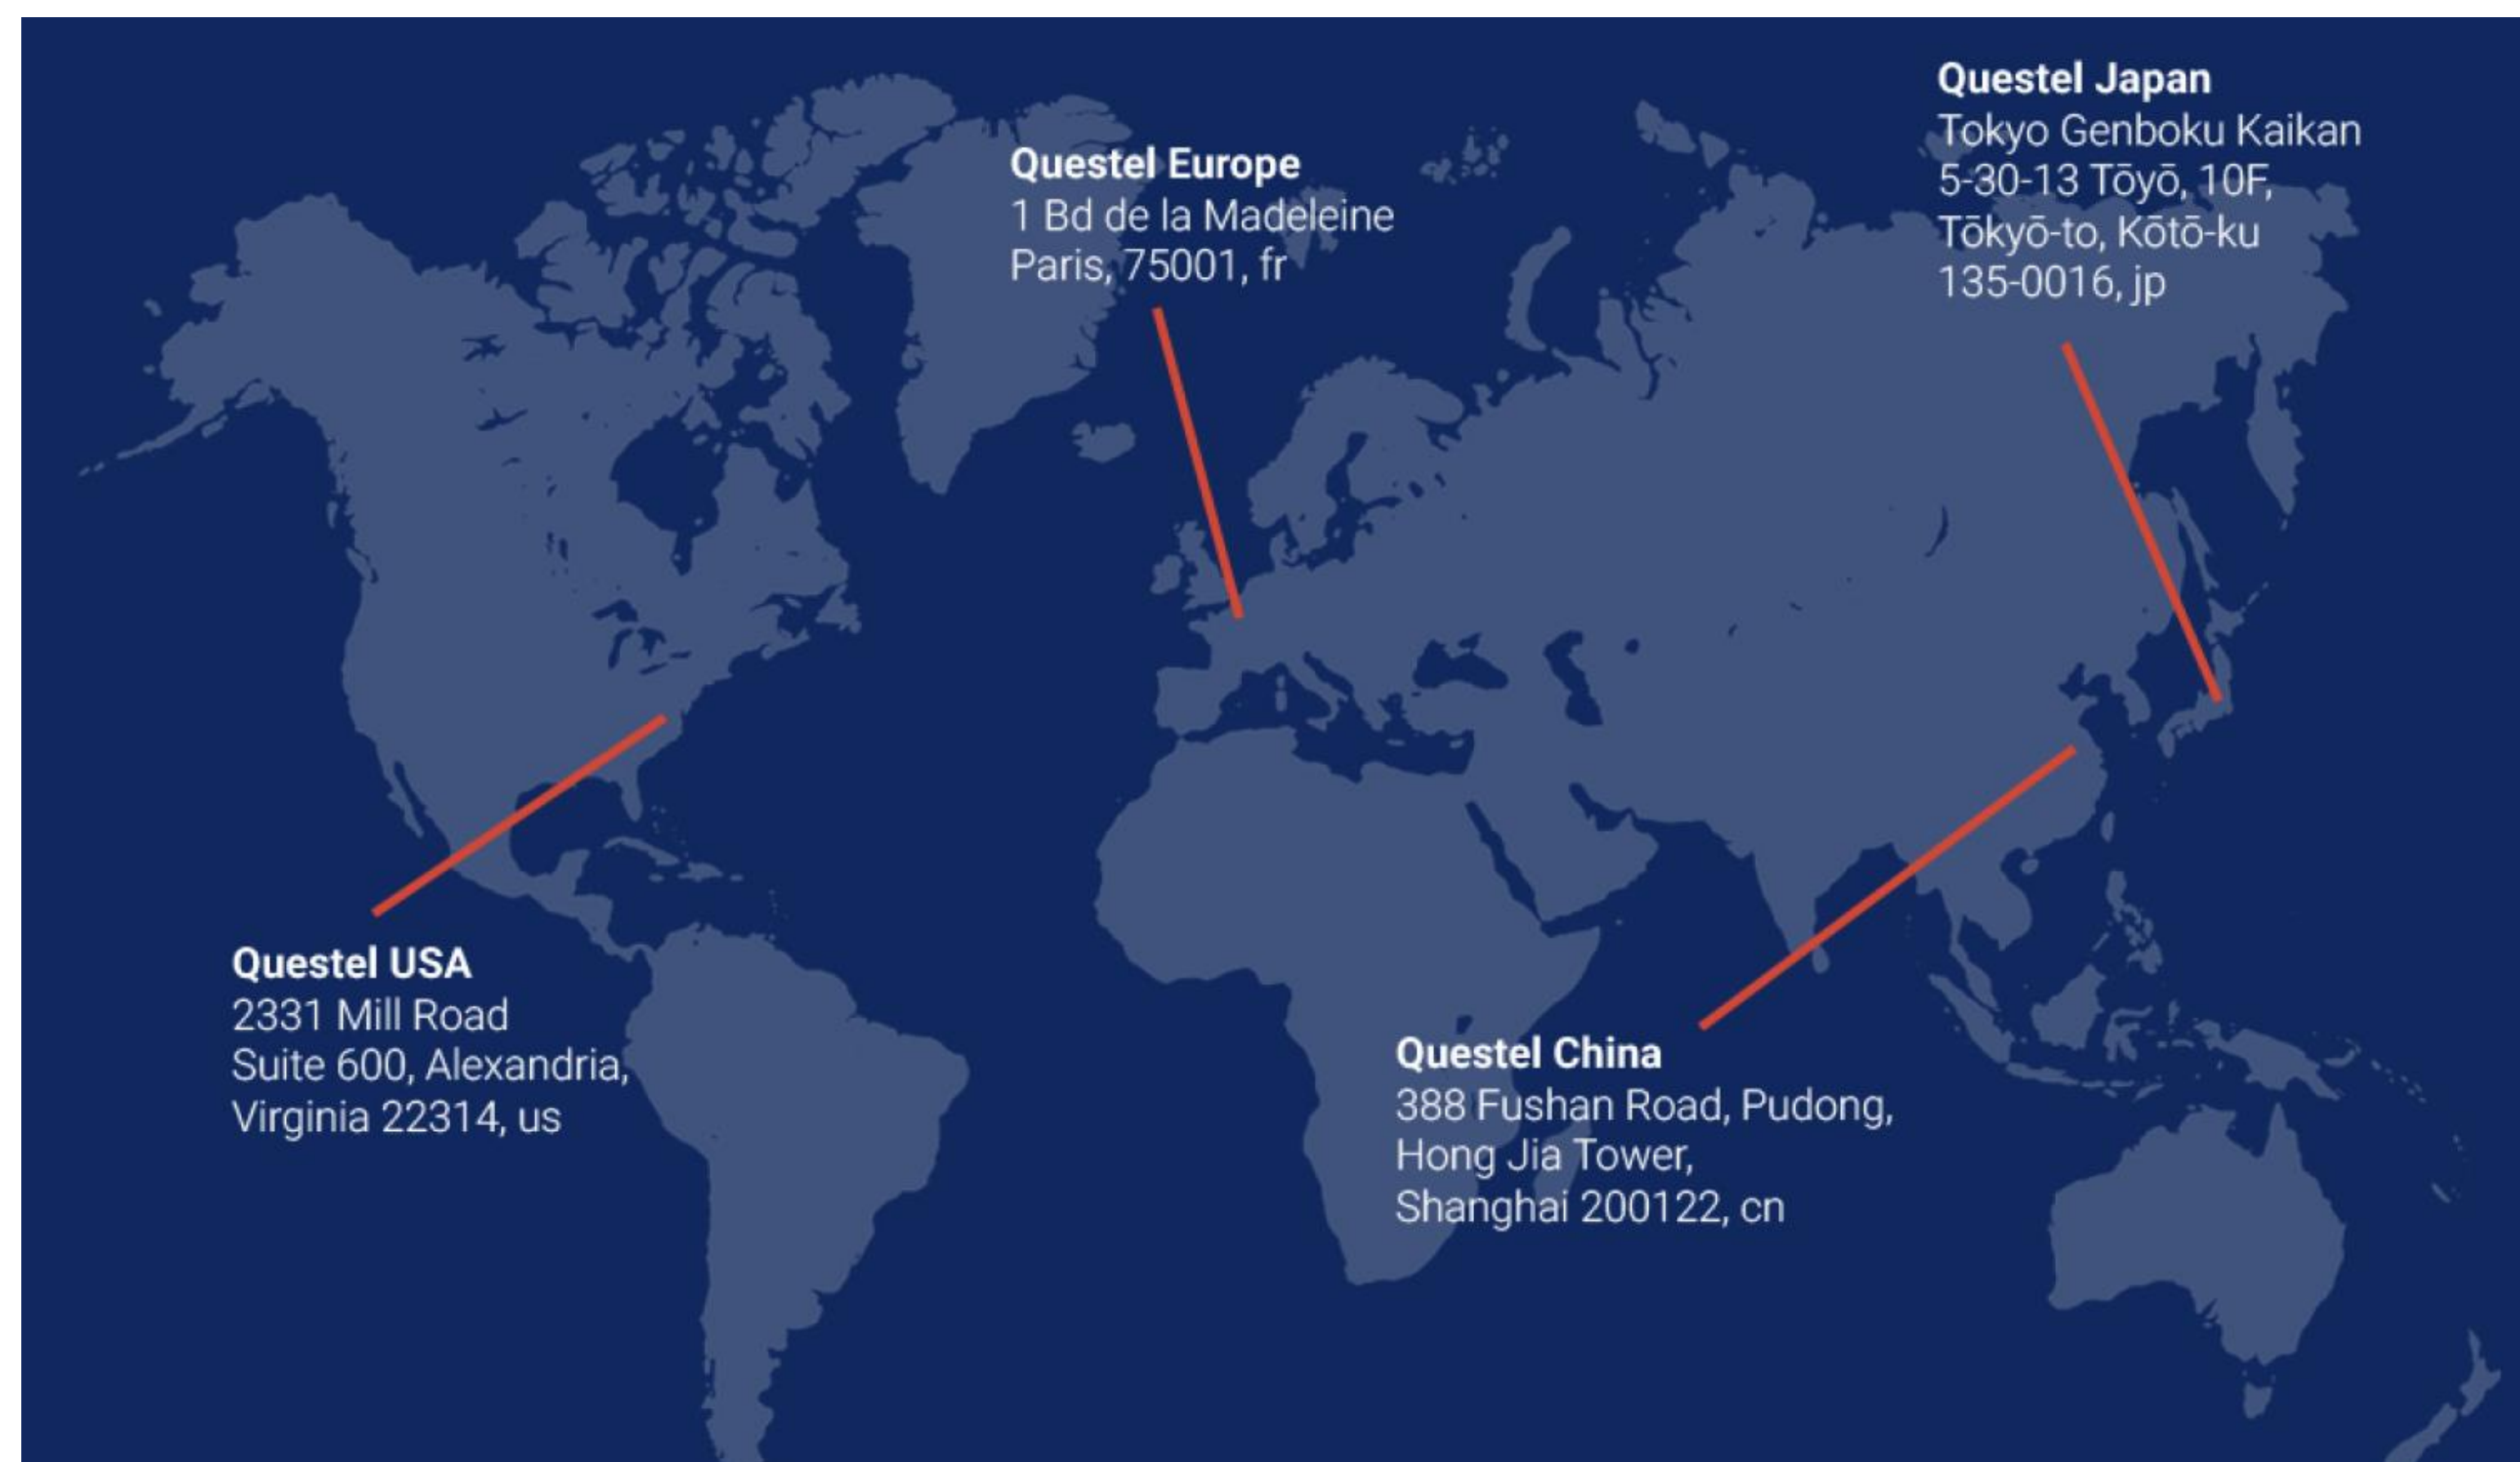 Questel Japan
Tokyo Genboku Kaikan
5-30-13 Tōyō, 10F,
Tōkyō-to, Kōtō-ku
135-0016, jp
Questel Europe
1 Bd de la Madeleine
Paris, 75001, fr
Questel USA
2331 Mill Road
Suite 600, Alexandria,
Virginia 22314, us
Questel China
388 Fushan Road, Pudong,
Hong Jia Tower,
Shanghai 200122, cn